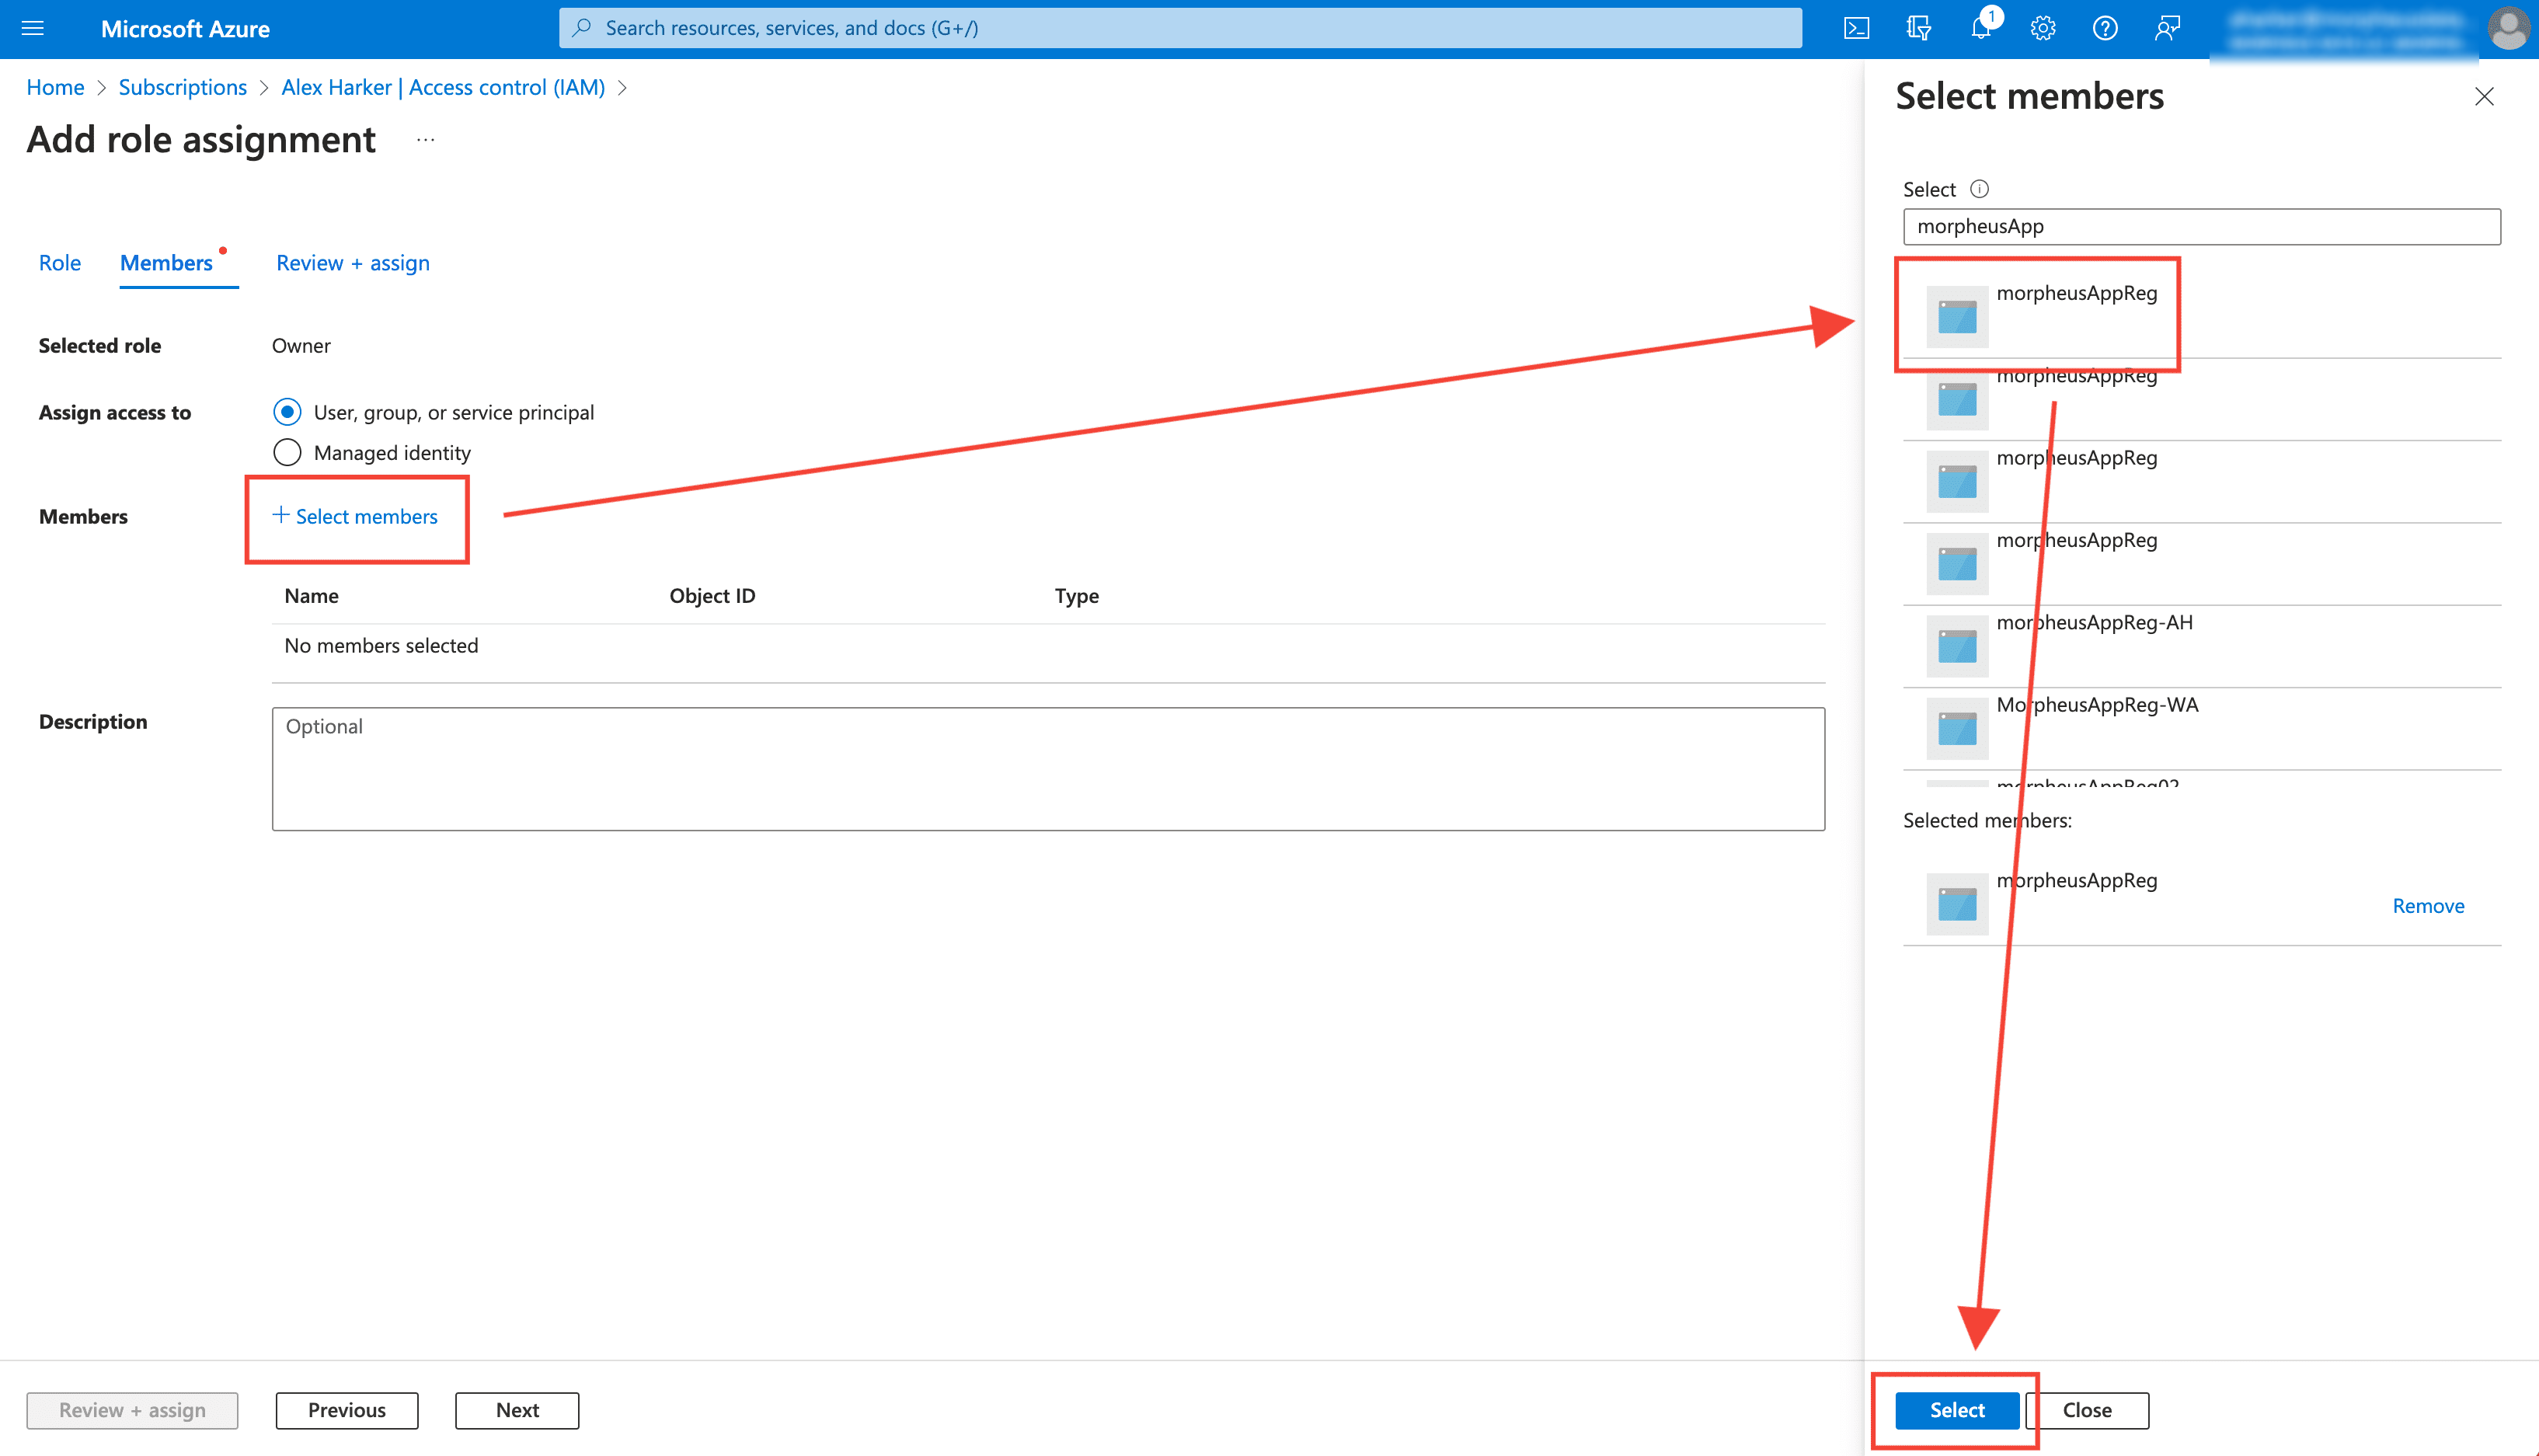 Microsoft Azure
Search resources, services, and docs (G+/)
1
Home > Subscriptions > Alex Harker | Access control (IAM) >
Add role assignment ...
Role Members Review + assign
Selected role Owner
Assign access to User, group, or service principal
Managed identity
Members + Select members
Name Object ID Type
No members selected
Description Optional
Review + assign Previous Next
Select members
Select
morpheusApp
morpheusAppReg
morpheusAppReg
morpheusAppReg
morpheusAppReg
morpheusAppReg-AH
MorpheusAppReg-WA
morpheusAppReg02
Selected members:
morpheusAppReg
Remove
Select Close